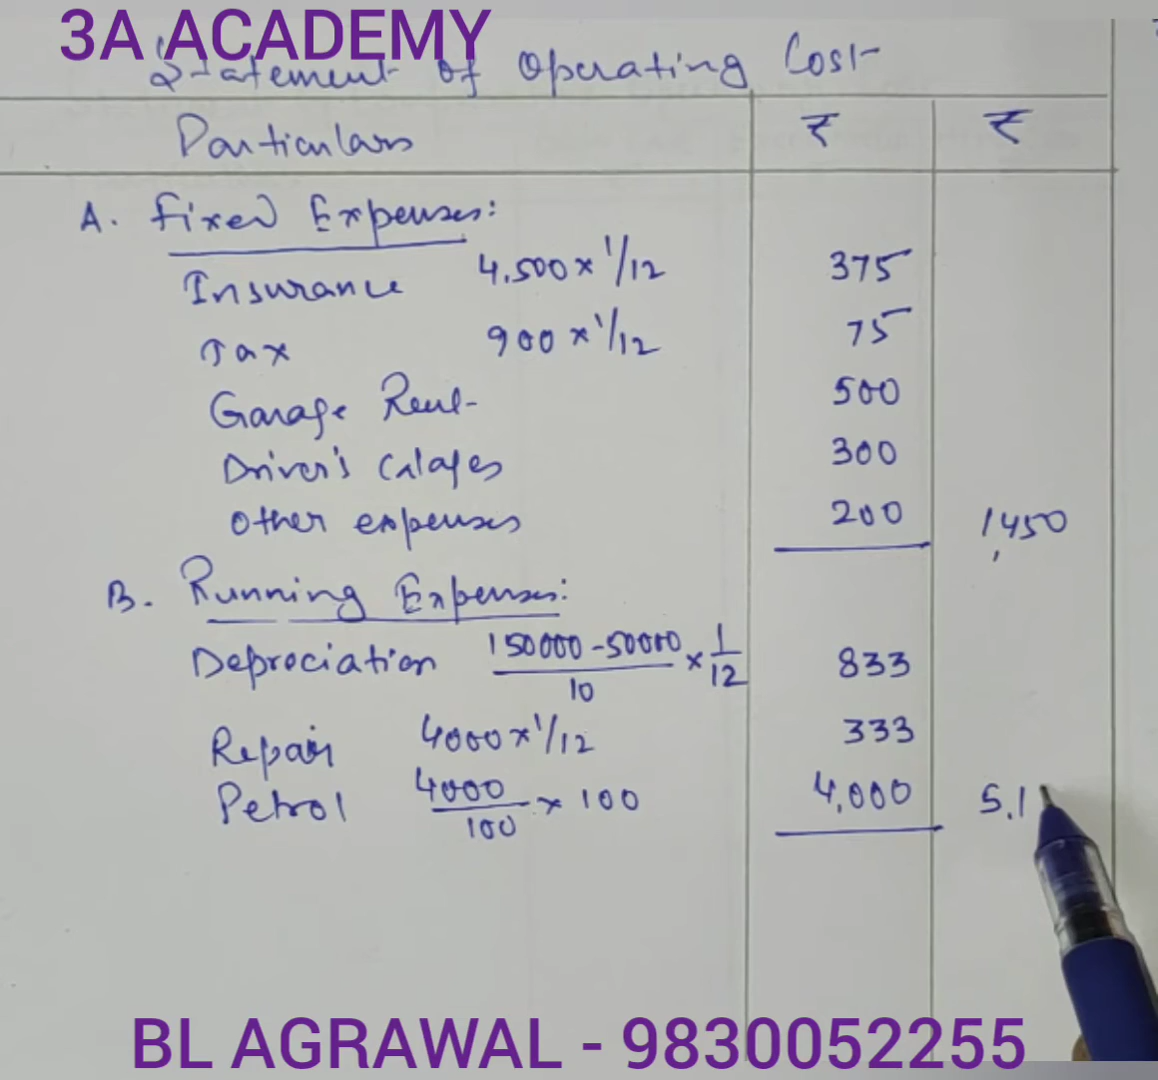 3A ACADEMY
Statement of Operating Cost
Particulars ₹ ₹
A. Fixed Expenses:
Insurance 4,500 × 1/12 375
Tax 900 × 1/12 75
Garage Rent 500
Driver's 300
Other expenses 200 1,450
B. Running Expenses:
Depreciation 150000 - 50000 / 10 × 1/12 833
Repair 4000 × 1/12 333
Petrol 4000 / 100 × 100 4,000 5,1
BL AGRAWAL - 9830052255